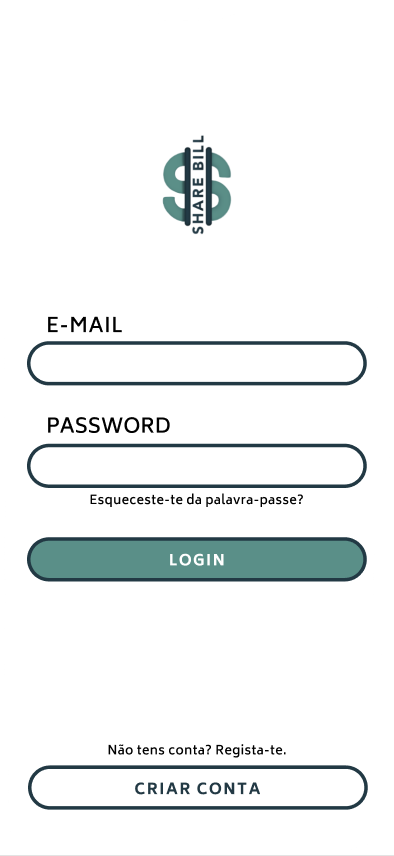 SHARE BILL
E-MAIL
PASSWORD
Esqueceste-te da palavra-passe?
LOGIN
Não tens conta? Regista-te.
CRIAR CONTA